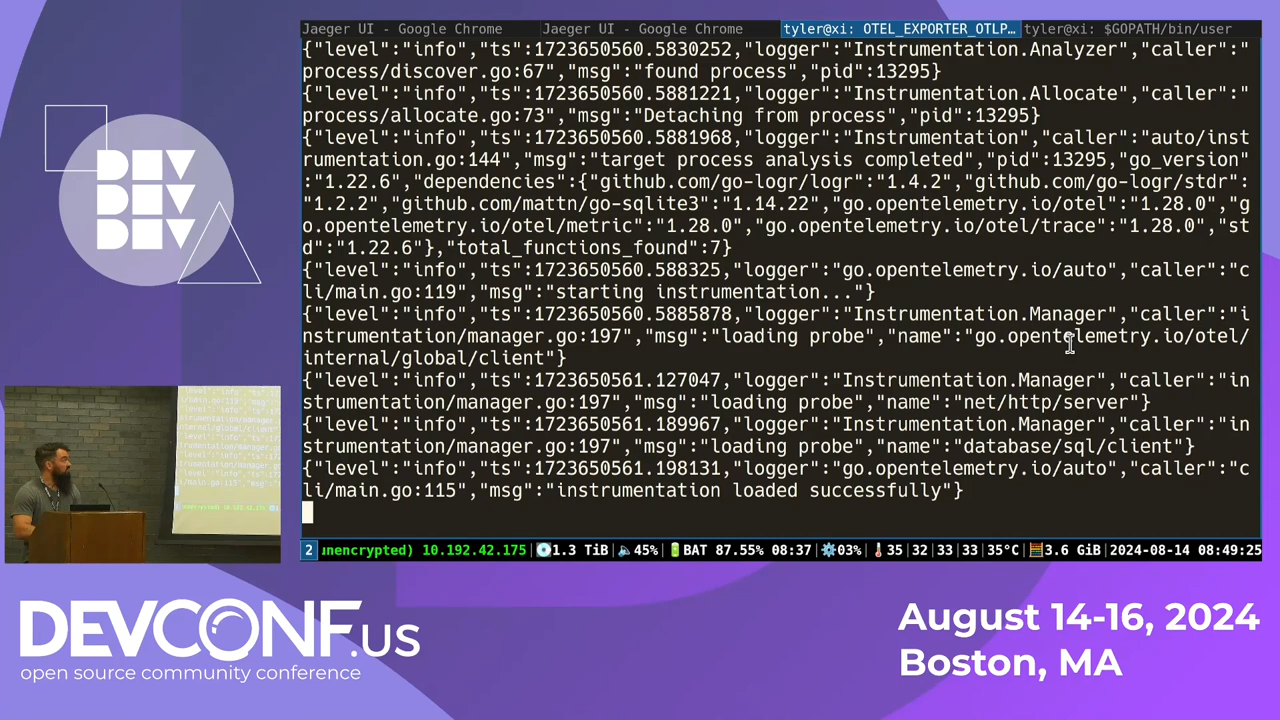 Jaeger UI - Google Chrome
Jaeger UI - Google Chrome
tyler@xi: OTEL_EXPORTER_OTLP…
tyler@xi: $GOPATH/bin/user
{"level":"info","ts":1723650560.5830252,"logger":"Instrumentation.Analyzer","caller":"
process/discover.go:67","msg":"found process","pid":13295}
{"level":"info","ts":1723650560.5881221,"logger":"Instrumentation.Allocate","caller":"
process/allocate.go:73","msg":"Detaching from process","pid":13295}
{"level":"info","ts":1723650560.5881968,"logger":"Instrumentation","caller":"auto/inst
rumentation.go:144","msg":"target process analysis completed","pid":13295,"go_version"
:"1.22.6","dependencies":{"github.com/go-logr/logr":"1.4.2","github.com/go-logr/stdr":
"1.2.2","github.com/mattn/go-sqlite3":"1.14.22","go.opentelemetry.io/otel":"1.28.0","g
o.opentelemetry.io/otel/metric":"1.28.0","go.opentelemetry.io/otel/trace":"1.28.0","st
d":"1.22.6"},"total_functions_found":7}
{"level":"info","ts":1723650560.588325,"logger":"go.opentelemetry.io/auto","caller":"c
li/main.go:119","msg":"starting instrumentation..."}
{"level":"info","ts":1723650560.5885878,"logger":"Instrumentation.Manager","caller":"i
nstrumentation/manager.go:197","msg":"loading probe","name":"go.opentelemetry.io/otel/
internal/global/client"}
{"level":"info","ts":1723650561.127047,"logger":"Instrumentation.Manager","caller":"in
strumentation/manager.go:197","msg":"loading probe","name":"net/http/server"}
{"level":"info","ts":1723650561.189967,"logger":"Instrumentation.Manager","caller":"in
strumentation/manager.go:197","msg":"loading probe","name":"database/sql/client"}
{"level":"info","ts":1723650561.198131,"logger":"go.opentelemetry.io/auto","caller":"c
li/main.go:115","msg":"instrumentation loaded successfully"}
2 unencrypted) 10.192.42.175 1.3 TiB 45% BAT 87.55% 08:37 03% 35 32 33 33 35°C 3.6 GiB 2024-08-14 08:49:25
DEV
DEV
DEV
DEVCONF.US
open source community conference
August 14-16, 2024
Boston, MA